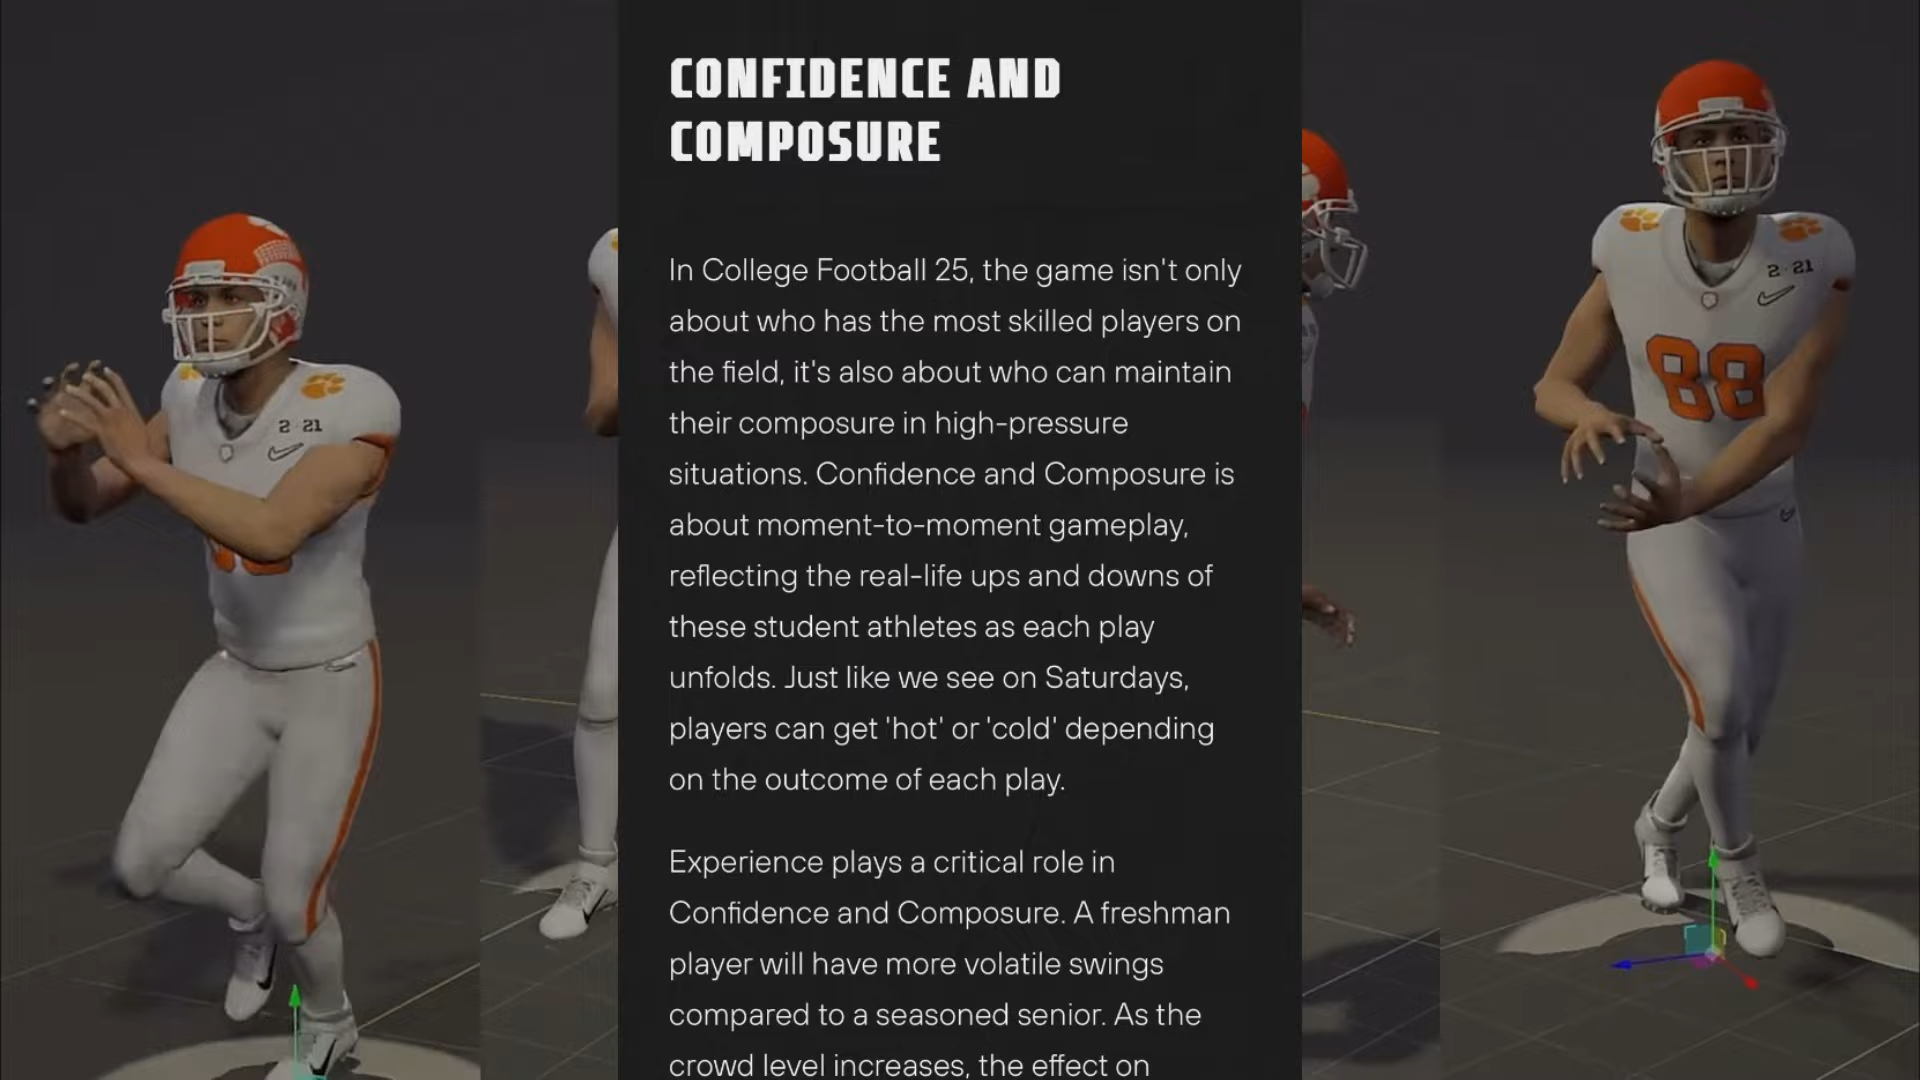 CONFIDENCE AND
COMPOSURE
In College Football 25, the game isn't only
about who has the most skilled players on
the field, it's also about who can maintain
their composure in high-pressure
situations. Confidence and Composure is
about moment-to-moment gameplay,
reflecting the real-life ups and downs of
these student athletes as each play
unfolds. Just like we see on Saturdays,
players can get 'hot' or 'cold' depending
on the outcome of each play.
Experience plays a critical role in
Confidence and Composure. A freshman
player will have more volatile swings
compared to a seasoned senior. As the
crowd level increases, the effect on
2 21
2 21
88